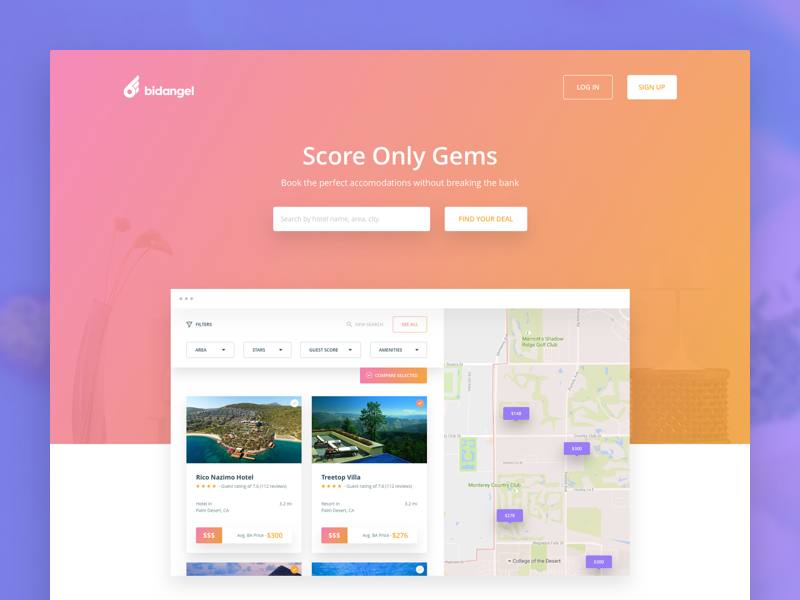 bidangel
LOG IN
SIGN UP
Score Only Gems
Book the perfect accomodations without breaking the bank
Search by hotel name, area, city
FIND YOUR DEAL
FILTERS
NEW SEARCH
SEE ALL
AREA
STARS
GUEST SCORE
AMENITIES
COMPARE SELECTED
Rico Nazimo Hotel
Guest rating of 7.6 (112 reviews)
Hotel in
3.2 mi
Palm Desert, CA
$$$
Avg. BA Price - $300
Treetop Villa
Guest rating of 7.6 (112 reviews)
Resort in
3.2 mi
Palm Desert, CA
$$$
Avg. BA Price - $276
Marriott's Shadow
Ridge Golf Club
$148
$300
Monterey Country Club
$276
College of the Desert
$300